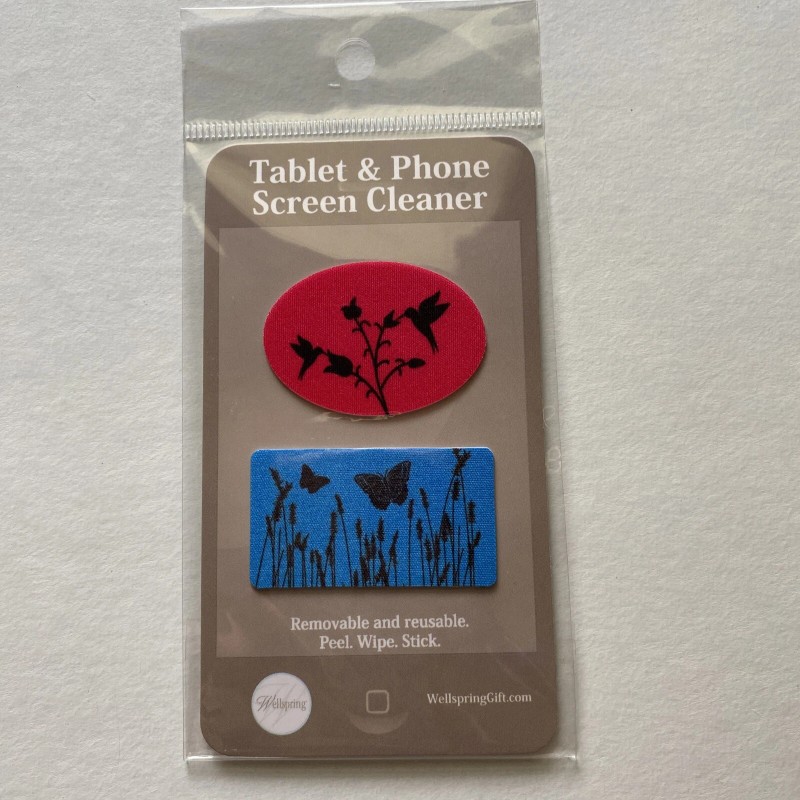 Tablet & Phone
Screen Cleaner
Removable and reusable.
Peel. Wipe. Stick.
Wellspring
WellspringGift.com